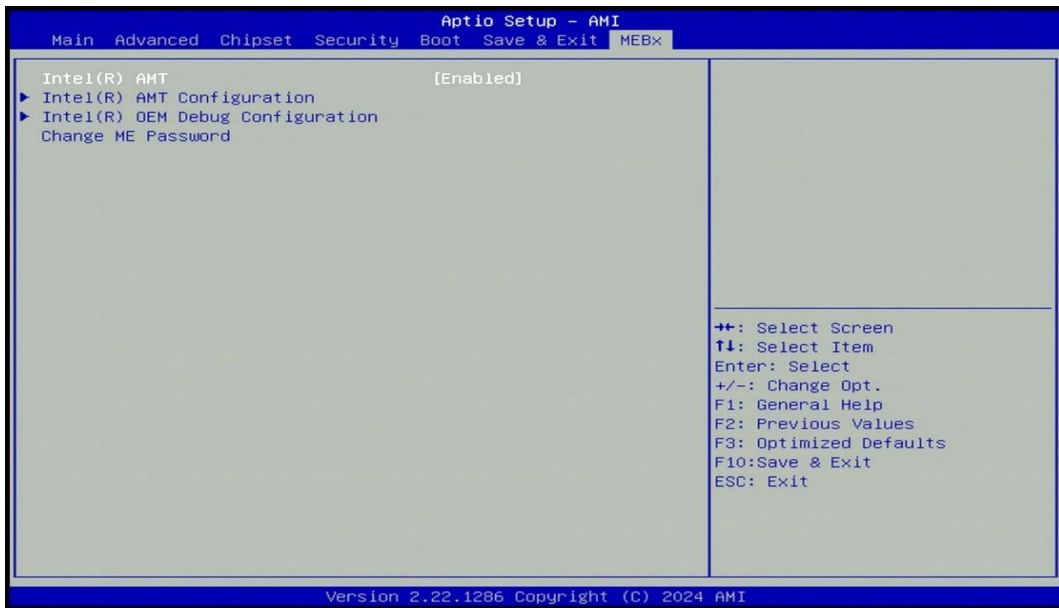 Aptio Setup – AMI
Main Advanced Chipset Security Boot Save & Exit MEBx
Intel(R) AMT [Enabled]
▶ Intel(R) AMT Configuration
▶ Intel(R) OEM Debug Configuration
Change ME Password
→←: Select Screen
↑↓: Select Item
Enter: Select
+/-: Change Opt.
F1: General Help
F2: Previous Values
F3: Optimized Defaults
F10:Save & Exit
ESC: Exit
Version 2.22.1286 Copyright (C) 2024 AMI